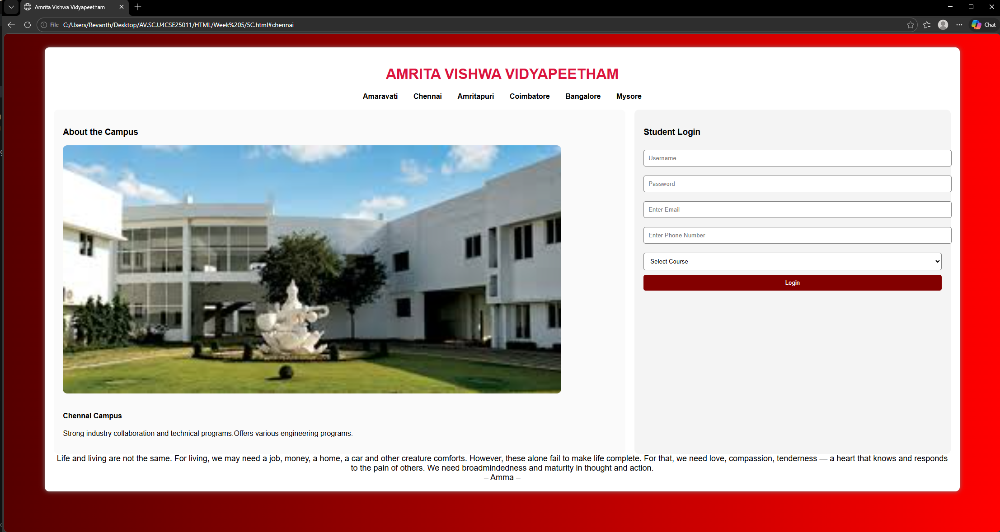 Amrita Vishwa Vidyapeetham
File C:/Users/Revanth/Desktop/AV.SC.U4CSE25011/HTML/Week%205/5C.html#chennai
Chat
AMRITA VISHWA VIDYAPEETHAM
Amaravati Chennai Amritapuri Coimbatore Bangalore Mysore
About the Campus
Chennai Campus
Strong industry collaboration and technical programs.Offers various engineering programs.
Student Login
Username
Password
Enter Email
Enter Phone Number
Select Course
Login
Life and living are not the same. For living, we may need a job, money, a home, a car and other creature comforts. However, these alone fail to make life complete. For that, we need love, compassion, tenderness — a heart that knows and responds
to the pain of others. We need broadmindedness and maturity in thought and action.
– Amma –